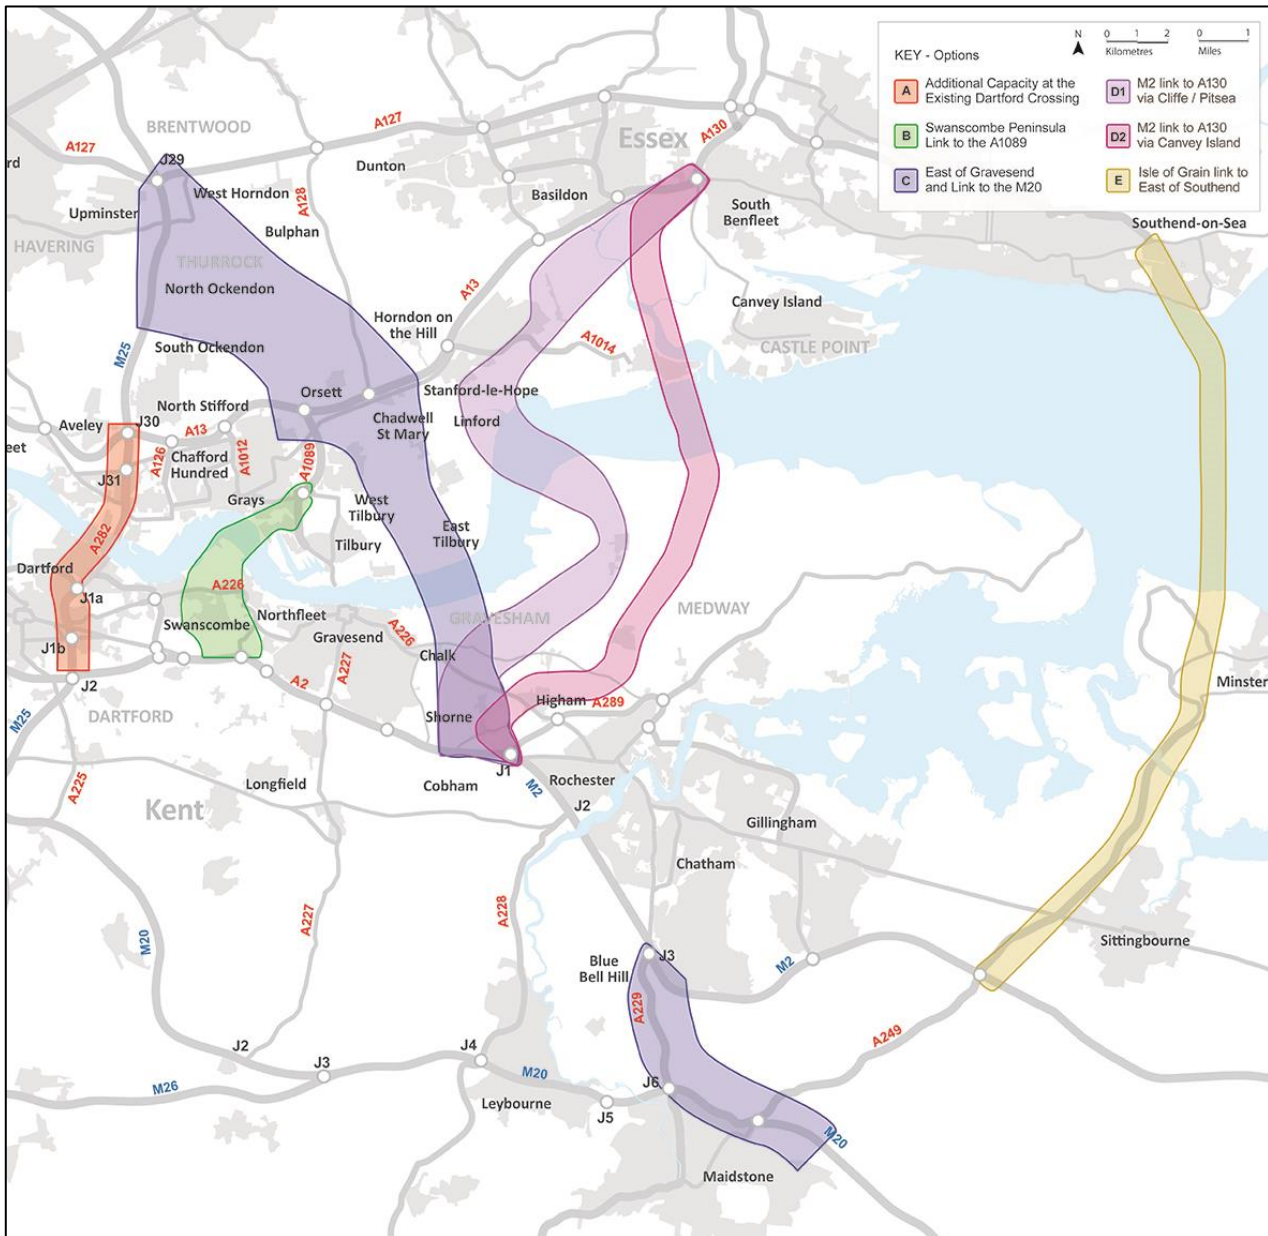 KEY - Options
N
0 1 2
Kilometres
0 1
Miles
A Additional Capacity at the
Existing Dartford Crossing
B Swanscombe Peninsula
Link to the A1089
C East of Gravesend
and Link to the M20
D1 M2 link to A130
via Cliffe / Pitsea
D2 M2 link to A130
via Canvey Island
E Isle of Grain link to
East of Southend
BRENTWOOD
A127
A127
rd
J29
West Horndon
A128
Dunton
Essex
A130
Basildon
Upminster
Bulphan
South
Benfleet
Southend-on-Sea
HAVERING
THURROCK
North Ockendon
A13
Canvey Island
Horndon on
the Hill
A1014
CASTLE POINT
M25
South Ockendon
Orsett
Stanford-le-Hope
North Stifford
Chadwell
St Mary
Linford
Aveley
J30
A13
eet
A126
Chafford
Hundred
A1012
A1089
J31
Grays
West
Tilbury
East
Tilbury
A282
Tilbury
Dartford
J1a
A226
Swanscombe
Northfleet
Gravesend
A226
GRAVESHAM
MEDWAY
J1b
A227
Chalk
J2
A2
Minster
M25
DARTFORD
Shorne
Higham
A289
J1
A225
Longfield
Cobham
M2
Rochester
J2
Kent
Gillingham
Chatham
A227
A228
M20
Blue
Bell Hill
J3
M2
Sittingbourne
A229
A249
J2
J3
J4
M20
J6
M26
Leybourne
J5
M20
Maidstone